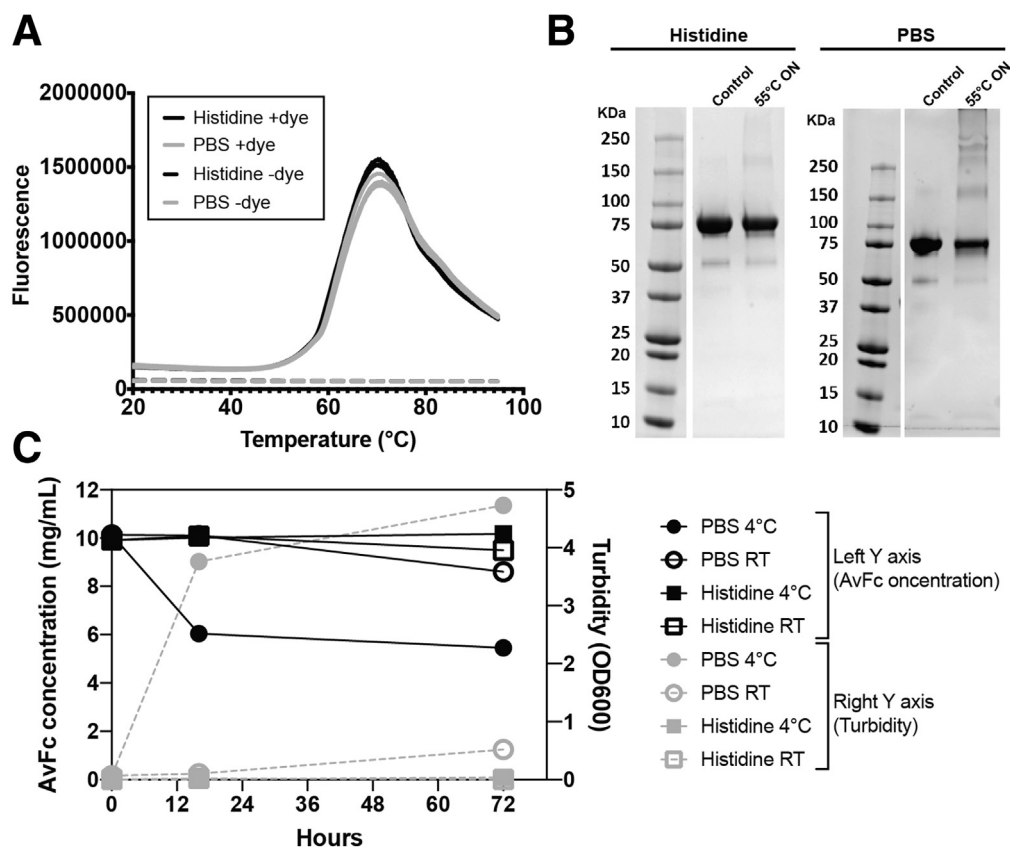 A
2000000
1500000
1000000
500000
0
Fluorescence
Histidine +dye
PBS +dye
Histidine -dye
PBS -dye
20 40 60 80 100
Temperature (°C)
B
Histidine
Control
55°C ON
KDa
250
150
100
75
50
37
25
20
15
10
PBS
Control
55°C ON
KDa
250
150
100
75
50
37
25
20
15
10
C
12
10
8
6
4
2
0
AvFc concentration (mg/mL)
5
4
3
2
1
0
Turbidity (OD600)
0 12 24 36 48 60 72
Hours
PBS 4°C
PBS RT
Histidine 4°C
Histidine RT
Left Y axis
(AvFc oncentration)
PBS 4°C
PBS RT
Histidine 4°C
Histidine RT
Right Y axis
(Turbidity)